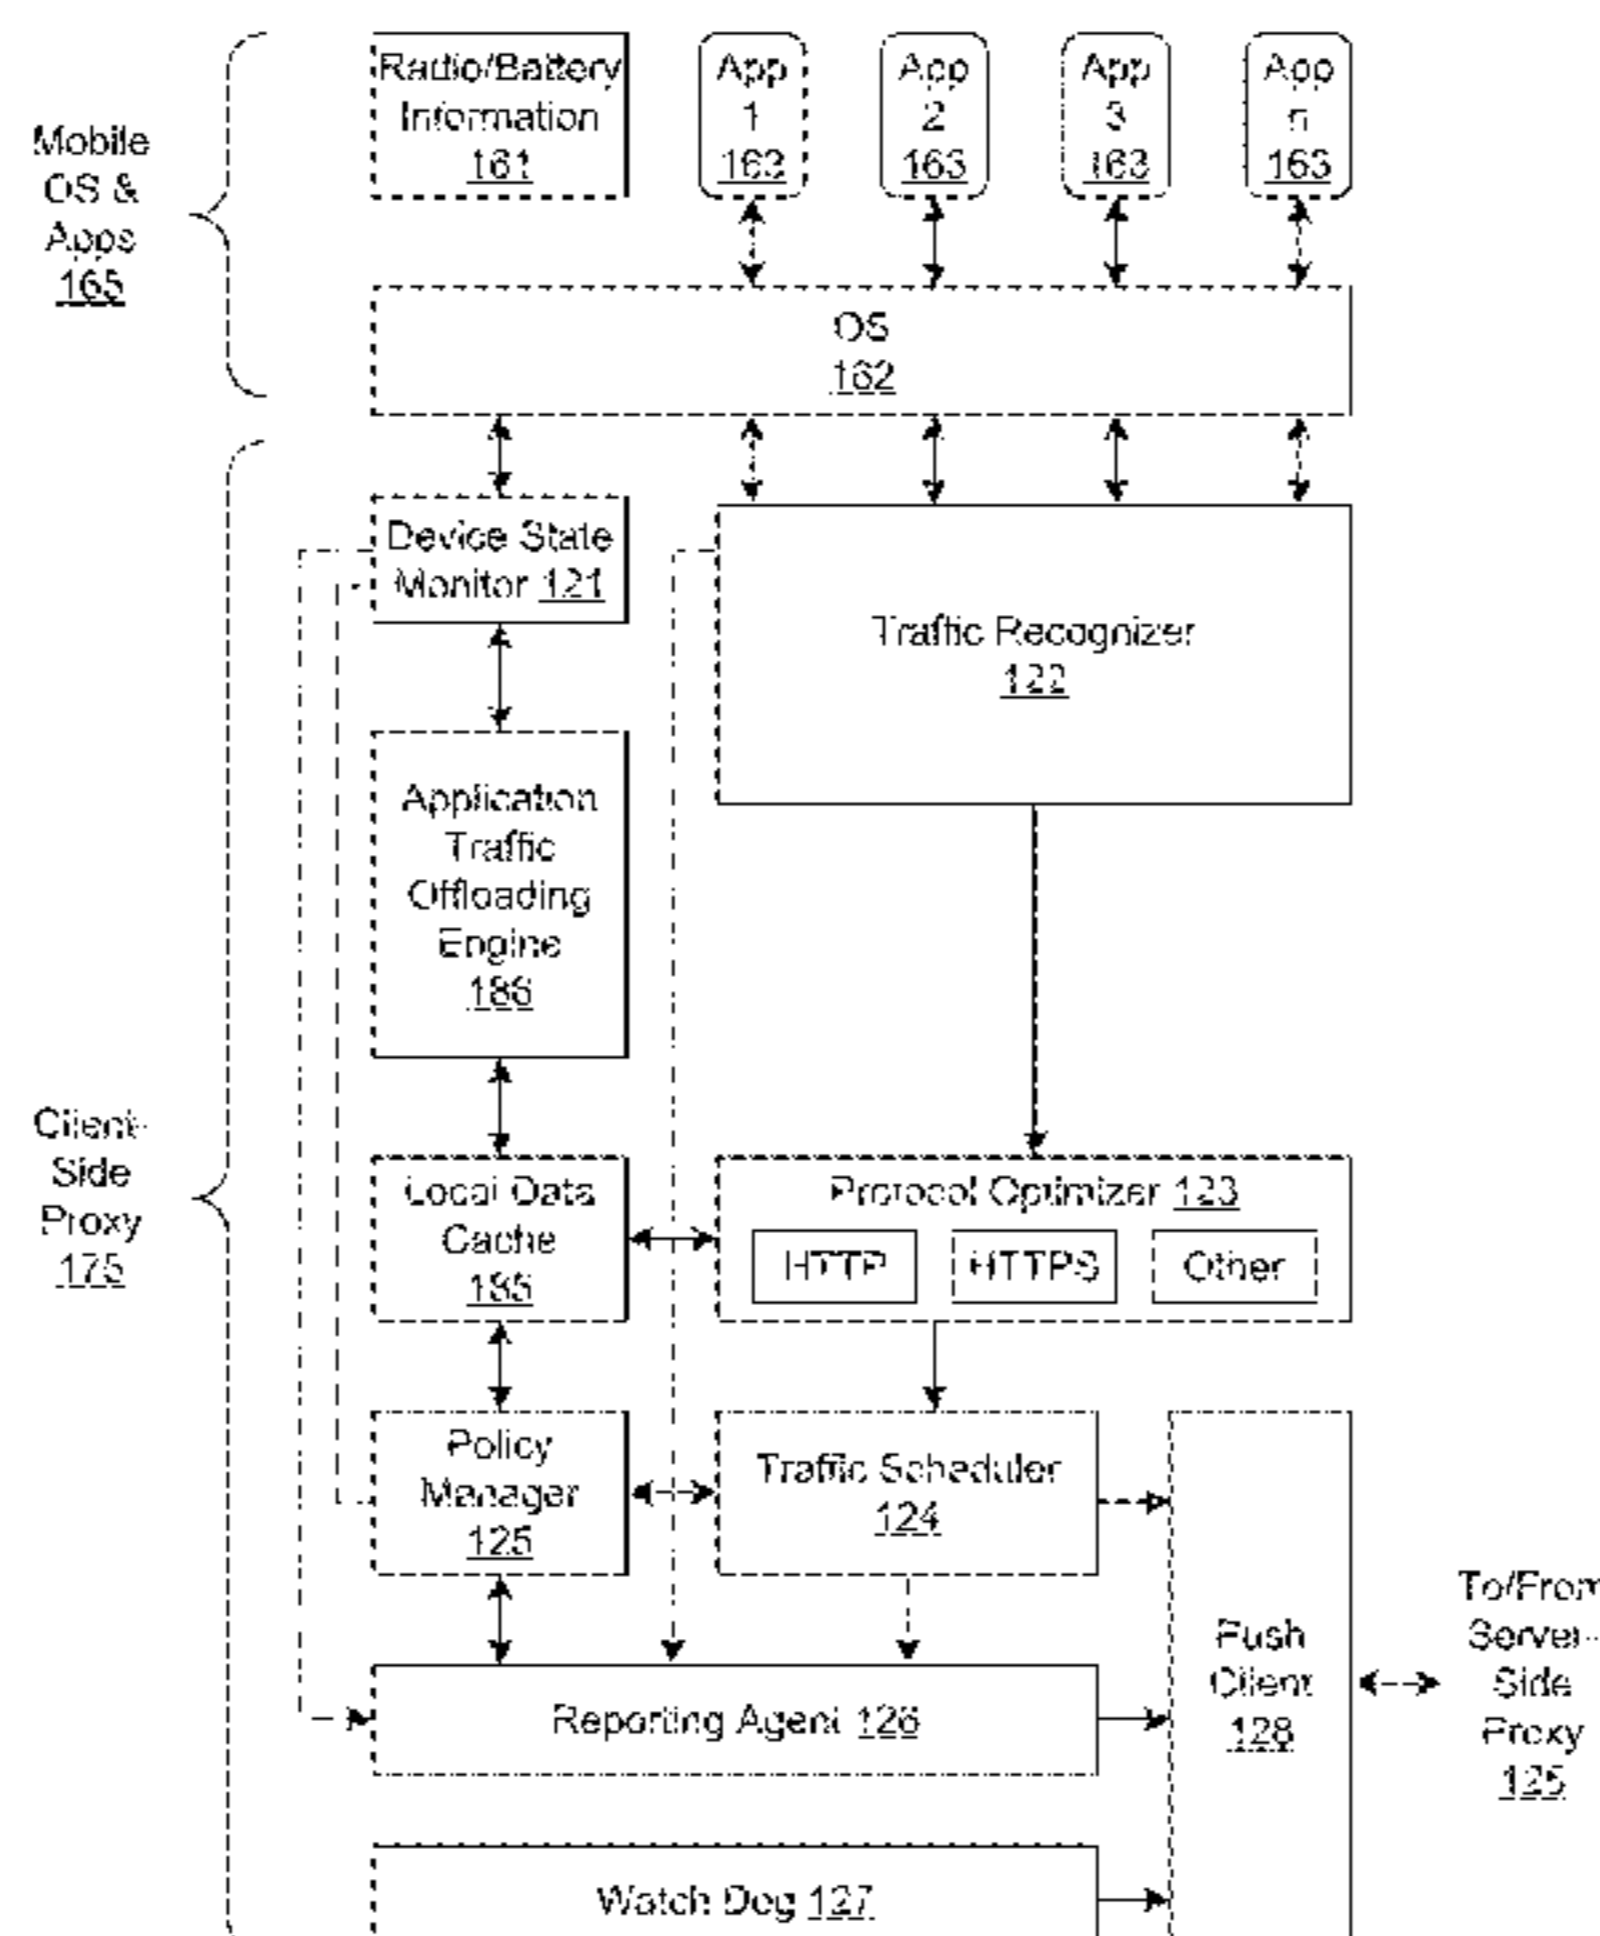 Radio/Battery
Information
161
App
1
163
App
2
163
App
3
163
App
n
163
Mobile
OS &
Apps
165
OS
162
Device State
Monitor 121
Traffic Recognizer
122
Application
Traffic
Offloading
Engine
186
Client-
Side
Proxy
175
Local Data
Cache
185
Protocol Optimizer 123
HTTP
HTTPS
Other
Policy
Manager
125
Traffic Scheduler
124
Push
Client
128
To/From
Server-
Side
Proxy
125
Reporting Agent 126
Watch Dog 127